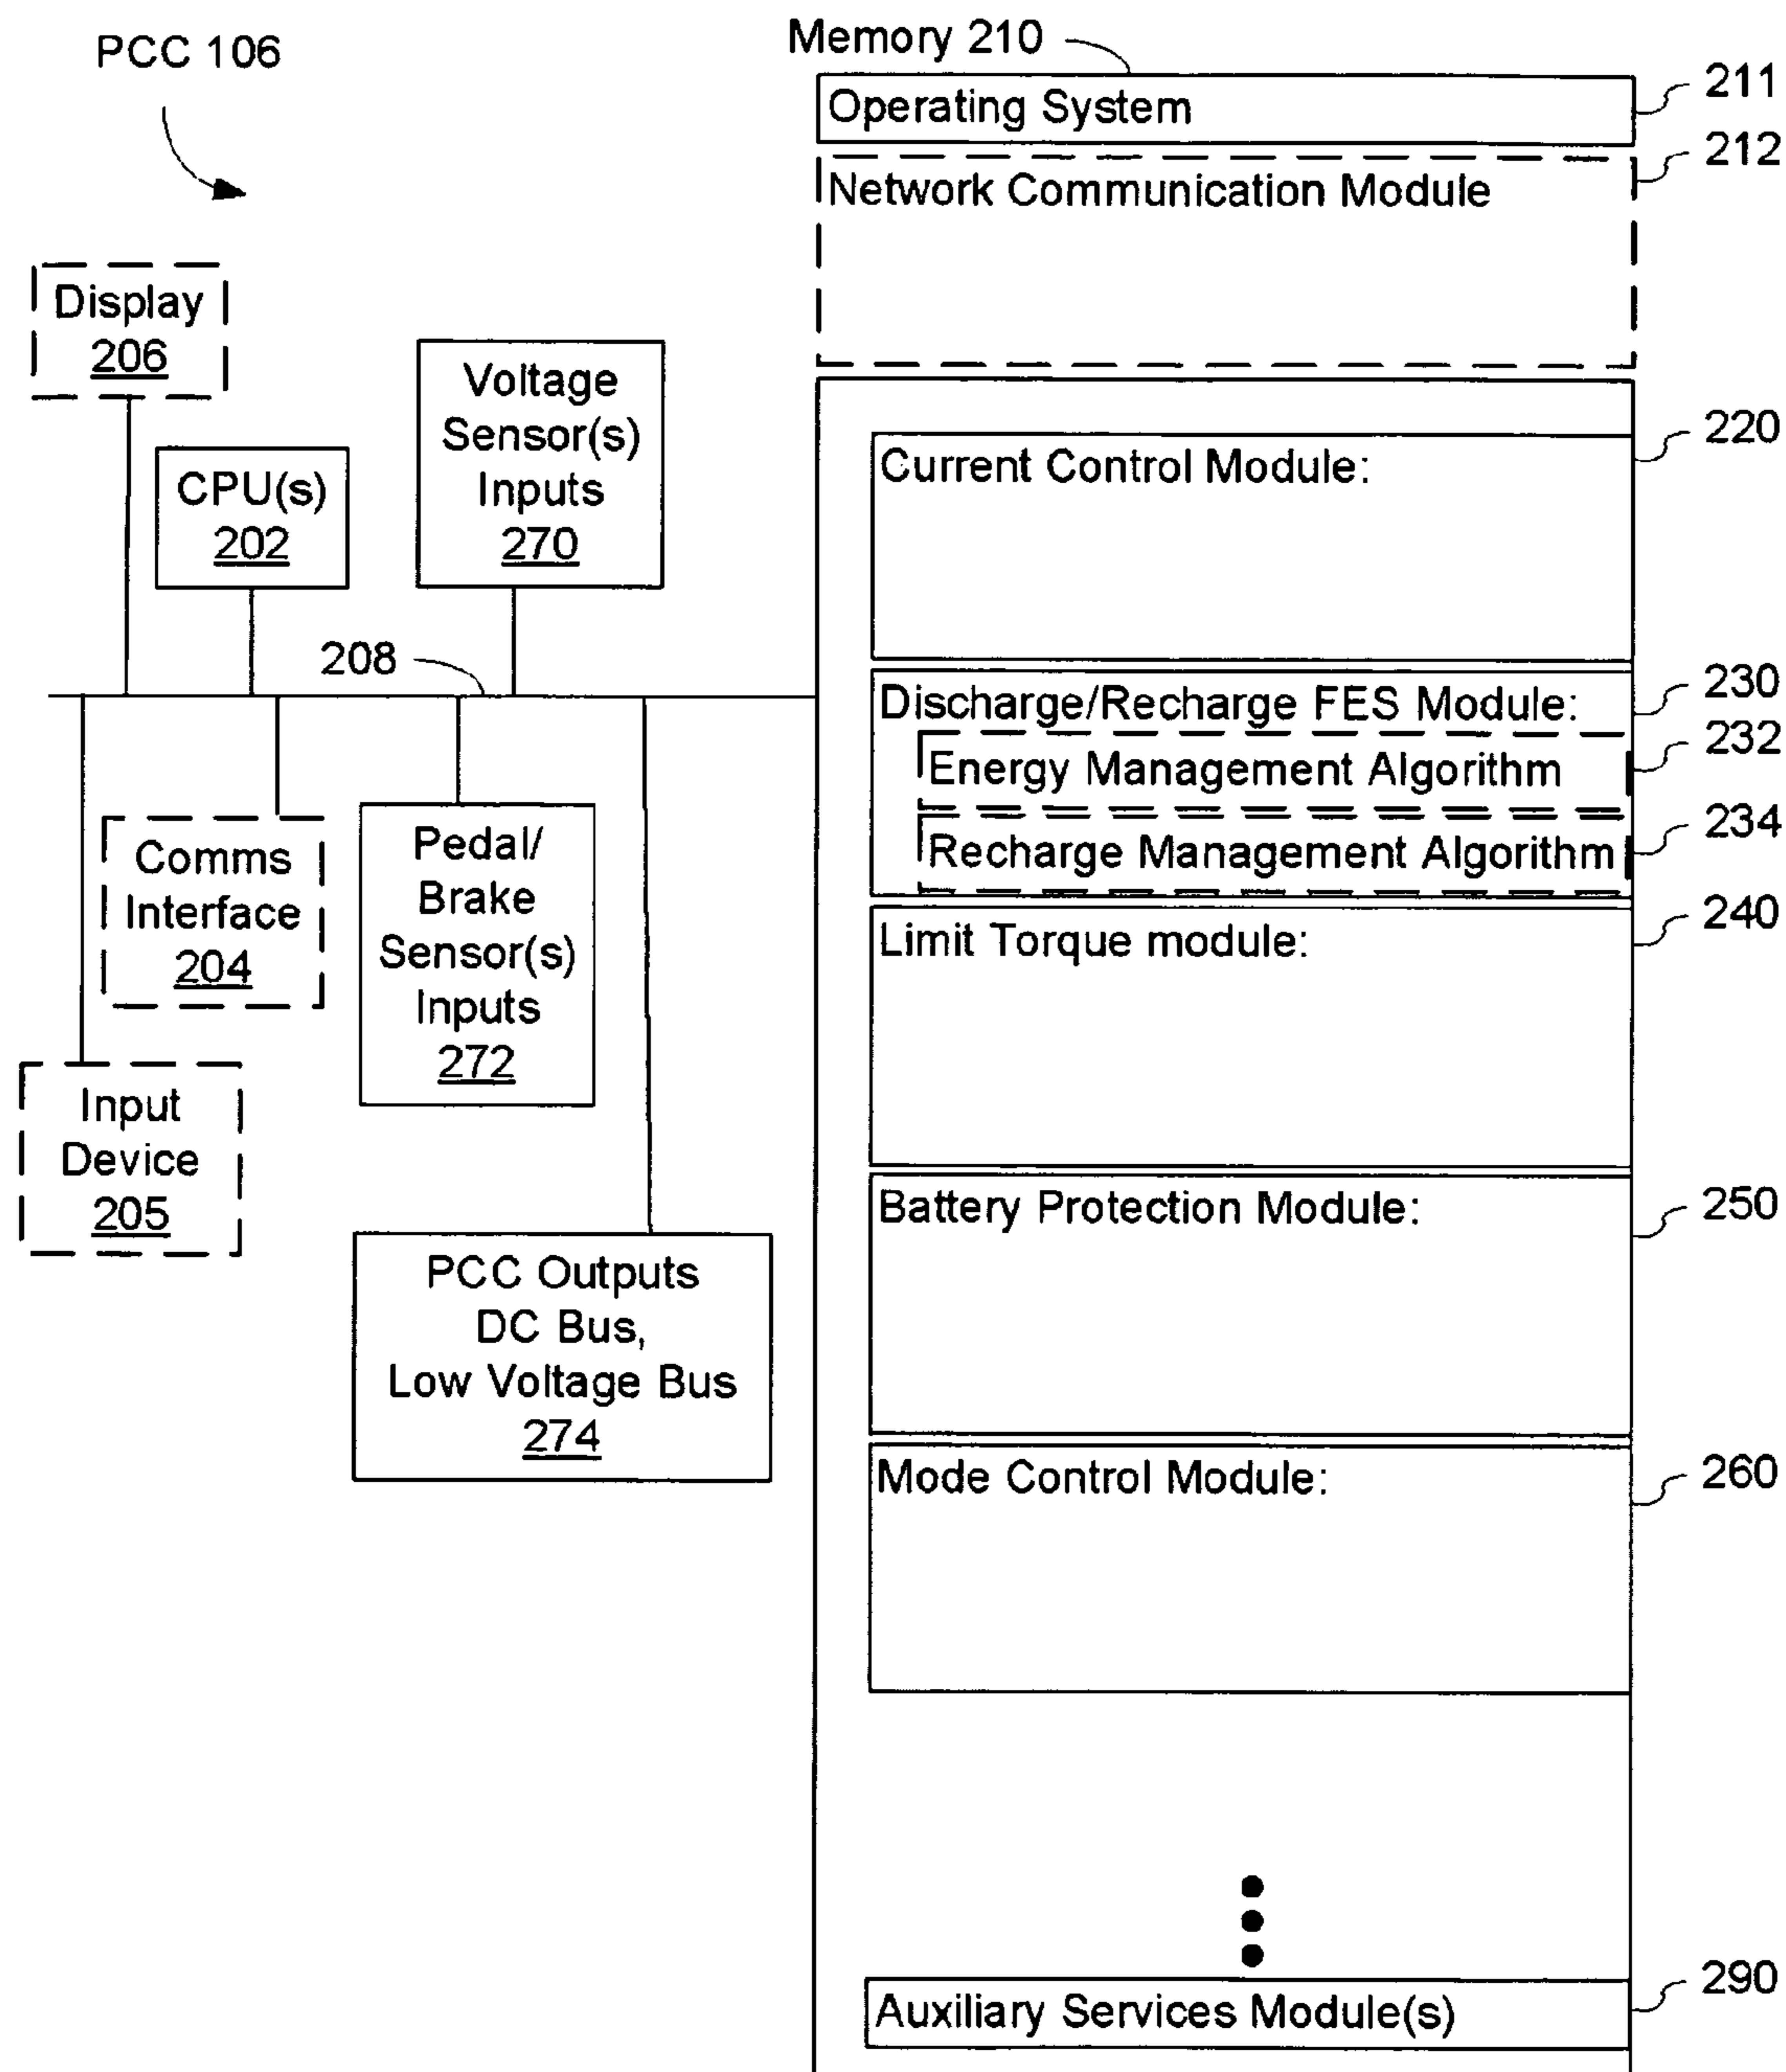 PCC 106
Memory 210
Operating System
211
Network Communication Module
212
Display
206
CPU(s)
202
Voltage
Sensor(s)
Inputs
270
208
Comms
Interface
204
Pedal/
Brake
Sensor(s)
Inputs
272
Input
Device
205
PCC Outputs
DC Bus,
Low Voltage Bus
274
Current Control Module:
220
Discharge/Recharge FES Module:
230
Energy Management Algorithm
232
Recharge Management Algorithm
234
Limit Torque module:
240
Battery Protection Module:
250
Mode Control Module:
260
Auxiliary Services Module(s)
290